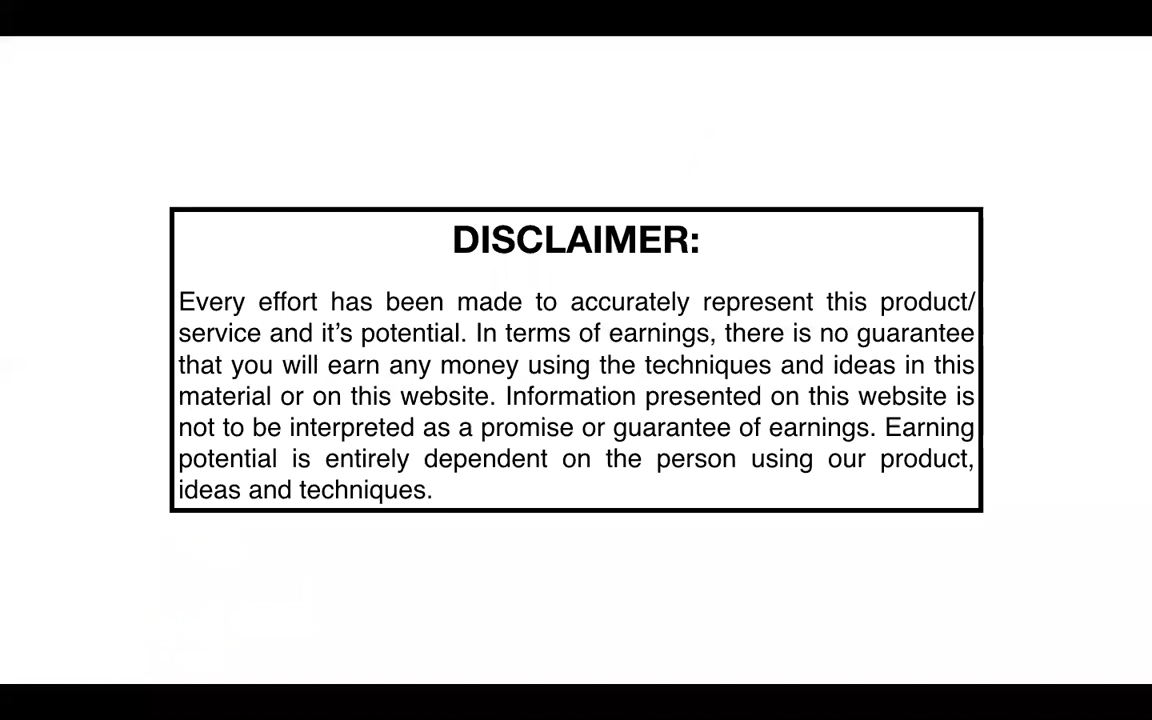 DISCLAIMER:
Every effort has been made to accurately represent this product/
service and it’s potential. In terms of earnings, there is no guarantee
that you will earn any money using the techniques and ideas in this
material or on this website. Information presented on this website is
not to be interpreted as a promise or guarantee of earnings. Earning
potential is entirely dependent on the person using our product,
ideas and techniques.